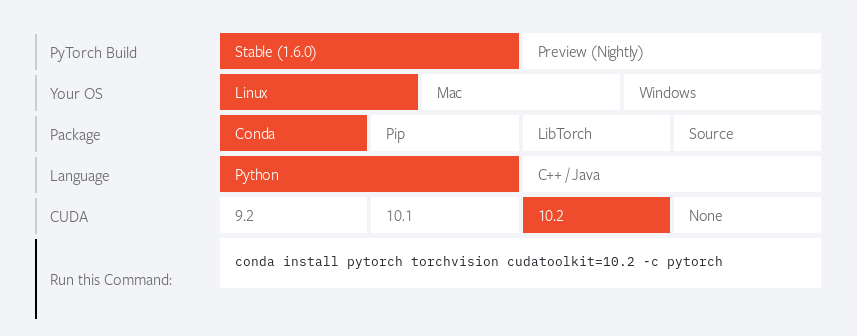 PyTorch Build Stable (1.6.0) Preview (Nightly)
Your OS Linux Mac Windows
Package Conda Pip LibTorch Source
Language Python C++ / Java
CUDA 9.2 10.1 10.2 None
Run this Command: conda install pytorch torchvision cudatoolkit=10.2 -c pytorch